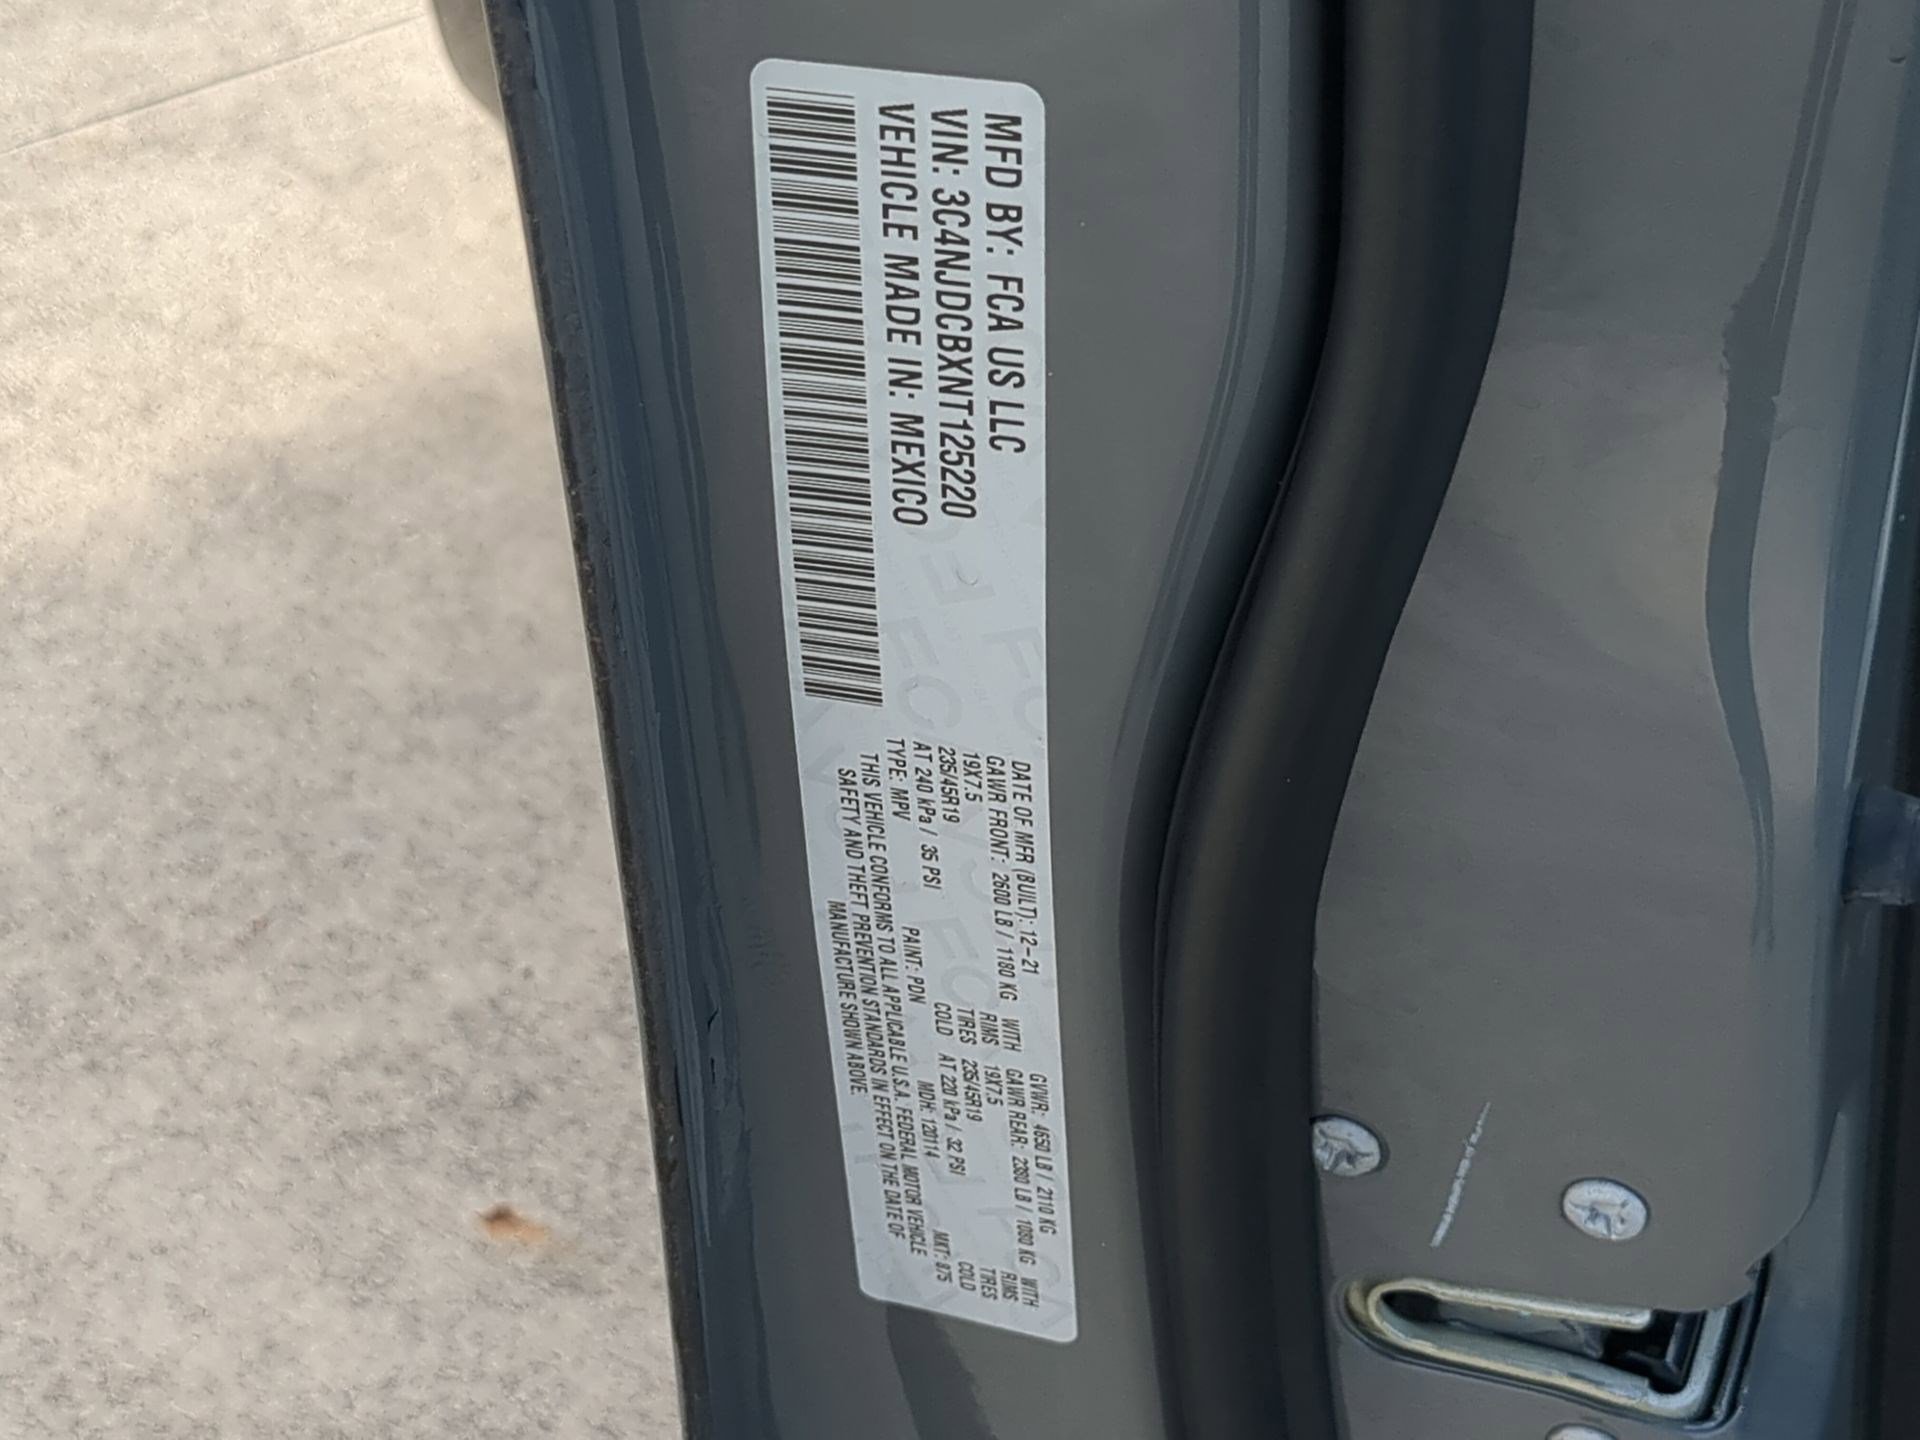 MFD BY: FCA US LLC
VIN: 3C4NJDCBXNT125220
VEHICLE MADE IN: MEXICO
DATE OF MFR (BUILT): 12-21 GVWR: 4650 LB / 2110 KG
GAWR FRONT: 2600 LB / 1180 KG WITH GAWR REAR: 2380 LB / 1080 KG WITH
19X7.5 RIMS 19X7.5 RIMS
235/45R19 TIRES 235/45R19 TIRES
AT 240 kPa / 35 PSI COLD AT 220 kPa / 32 PSI COLD
TYPE: MPV PAINT: PDN MDH: 120114 MKT: 875
THIS VEHICLE CONFORMS TO ALL APPLICABLE U.S.A. FEDERAL MOTOR VEHICLE
SAFETY AND THEFT PREVENTION STANDARDS IN EFFECT ON THE DATE OF
MANUFACTURE SHOWN ABOVE.